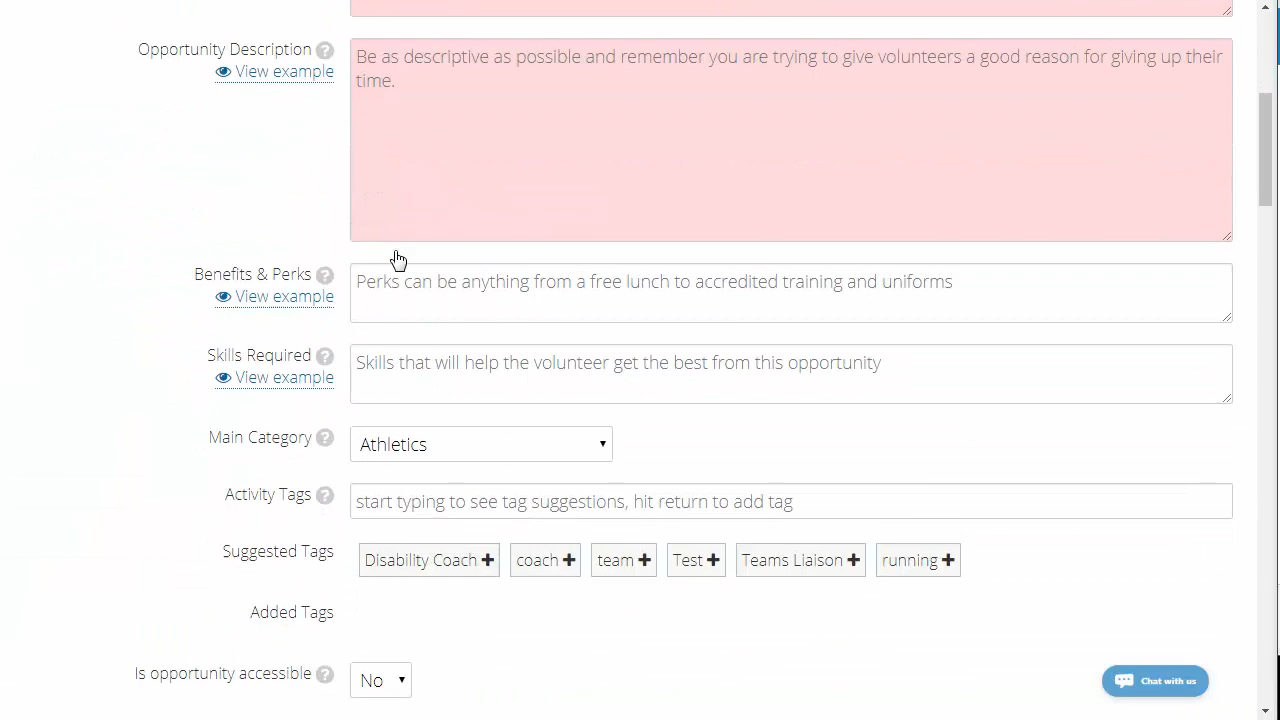 Opportunity Description ?
View example
Be as descriptive as possible and remember you are trying to give volunteers a good reason for giving up their
time.
Benefits & Perks ?
View example
Perks can be anything from a free lunch to accredited training and uniforms
Skills Required ?
View example
Skills that will help the volunteer get the best from this opportunity
Main Category ?
Athletics
Activity Tags ?
start typing to see tag suggestions, hit return to add tag
Suggested Tags
Disability Coach + coach + team + Test + Teams Liaison + running +
Added Tags
Is opportunity accessible ?
No
Chat with us